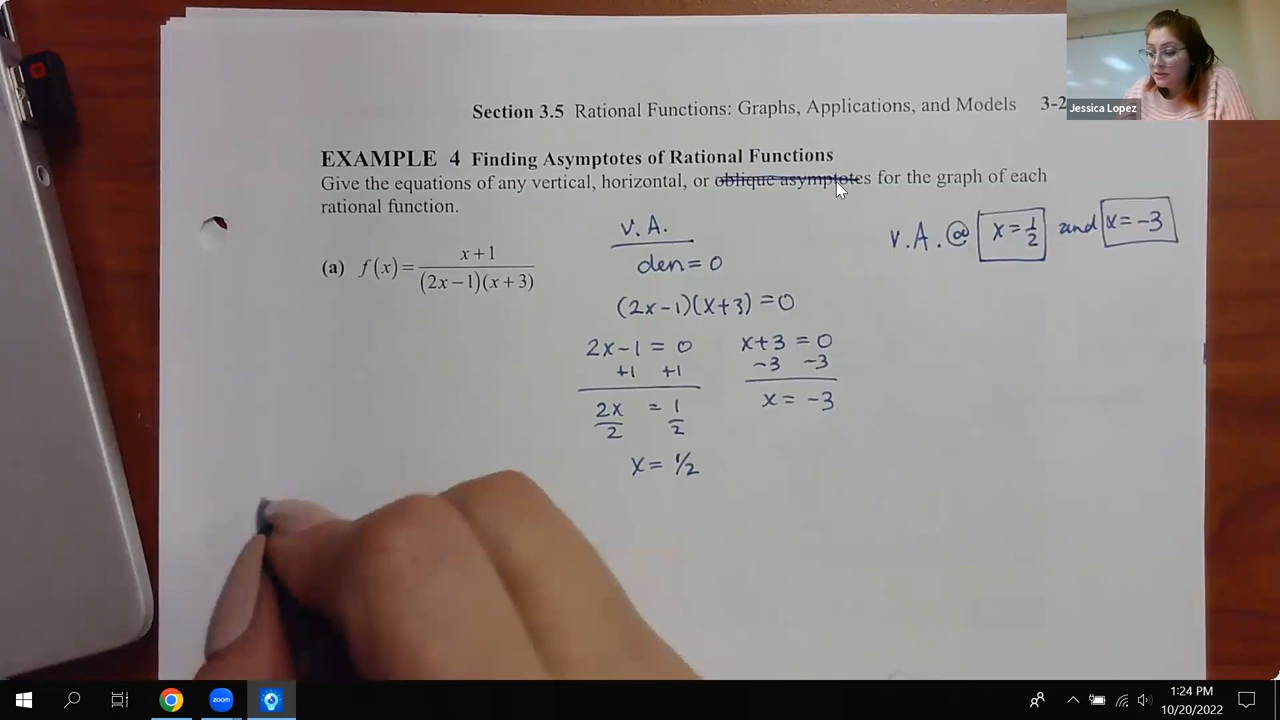 Jessica Lopez
Section 3.5 Rational Functions: Graphs, Applications, and Models 3-2
EXAMPLE 4 Finding Asymptotes of Rational Functions
Give the equations of any vertical, horizontal, or oblique asymptotes for the graph of each
rational function.
(a) f(x) = x+1 / (2x−1)(x+3)
V.A.
den = 0
(2x−1)(x+3) = 0
2x−1 = 0
+1 +1
2x/2 = 1/2
x = 1/2
x+3 = 0
−3 −3
x = −3
V.A. @ x = 1/2 and x = −3
zoom
1:24 PM
10/20/2022